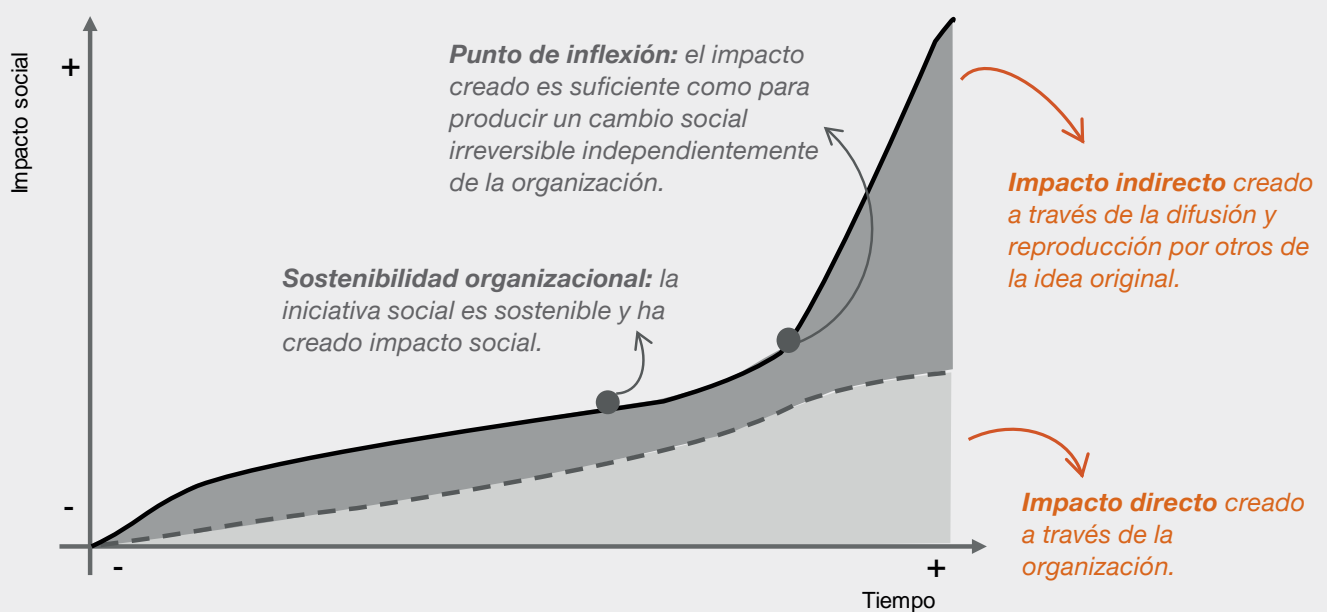 Impacto social
+
-
Punto de inflexión: el impacto
creado es suficiente como para
producir un cambio social
irreversible independientemente
de la organización.
Sostenibilidad organizacional: la
iniciativa social es sostenible y ha
creado impacto social.
Impacto indirecto creado
a través de la difusión y
reproducción por otros de
la idea original.
Impacto directo creado
a través de la
organización.
-
+
Tiempo